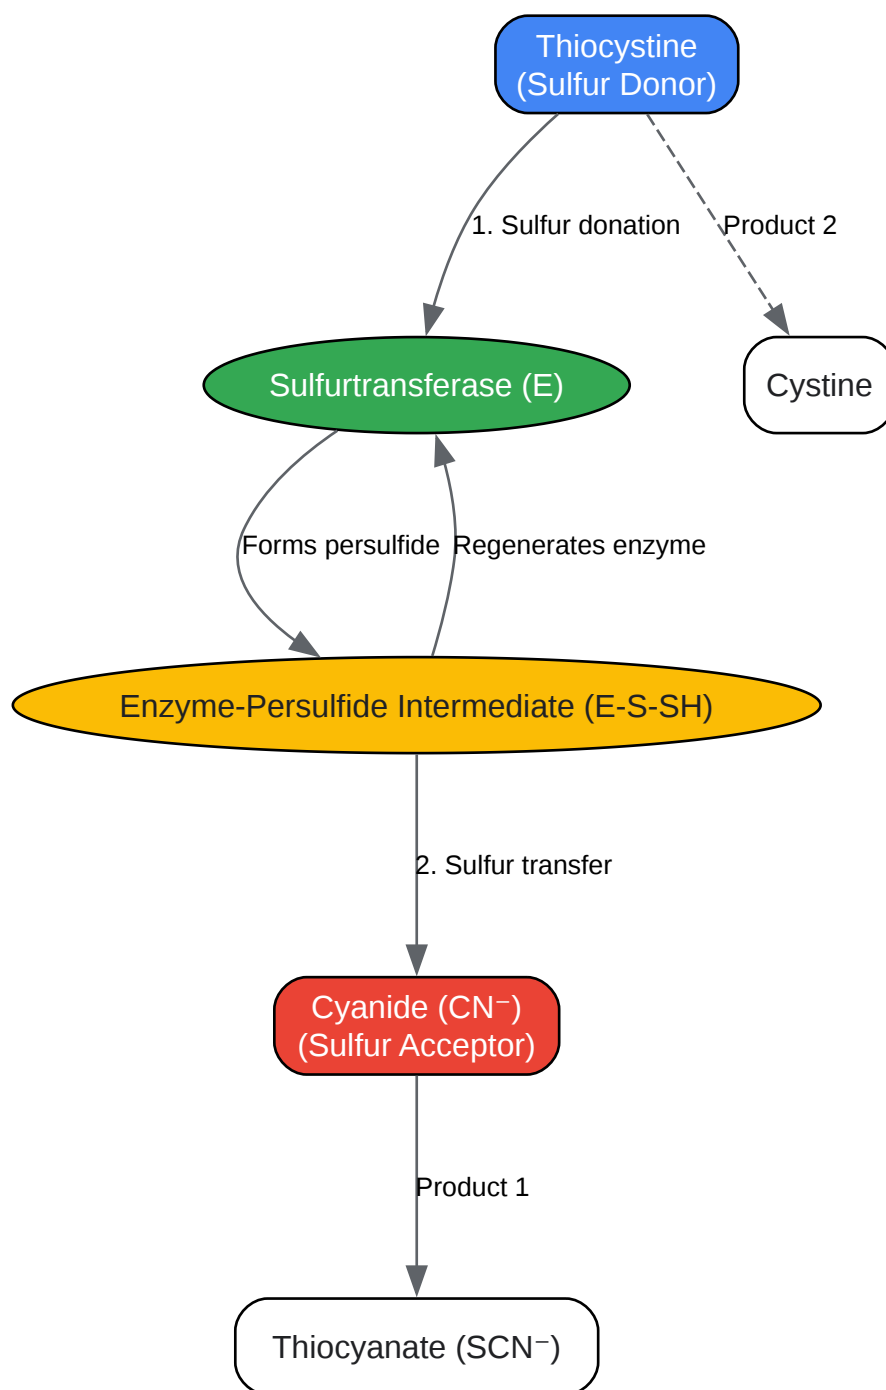 Thiocystine
(Sulfur Donor)
1. Sulfur donation
Product 2
Sulfurtransferase (E)
Cystine
Forms persulfide
Regenerates enzyme
Enzyme-Persulfide Intermediate (E-S-SH)
2. Sulfur transfer
Cyanide (CN⁻)
(Sulfur Acceptor)
Product 1
Thiocyanate (SCN⁻)